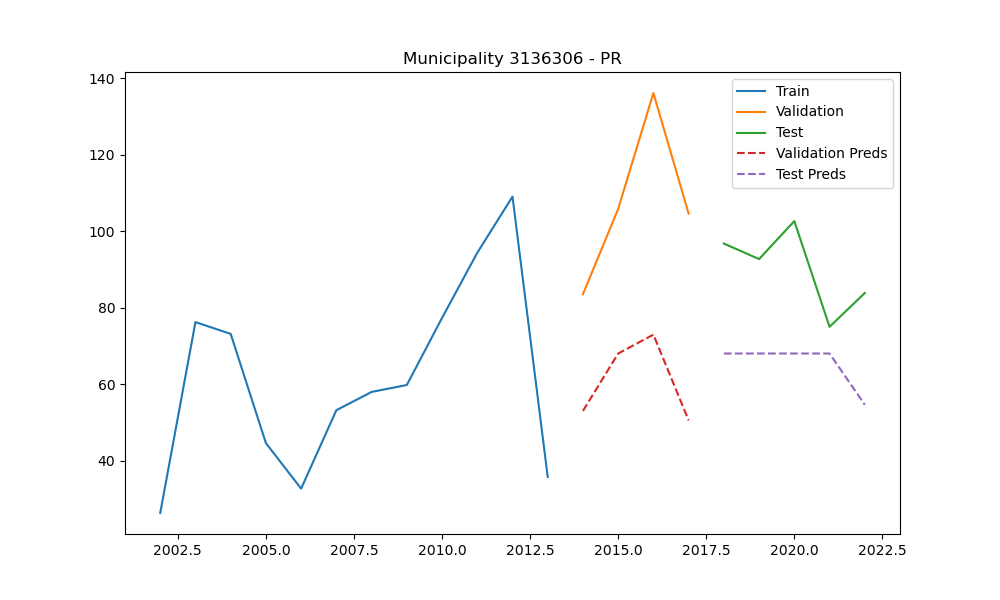 Municipality 3136306 - PR
140
120
100
80
60
40
2002.5
2005.0
2007.5
2010.0
2012.5
2015.0
2017.5
2020.0
2022.5
Train
Validation
Test
Validation Preds
Test Preds